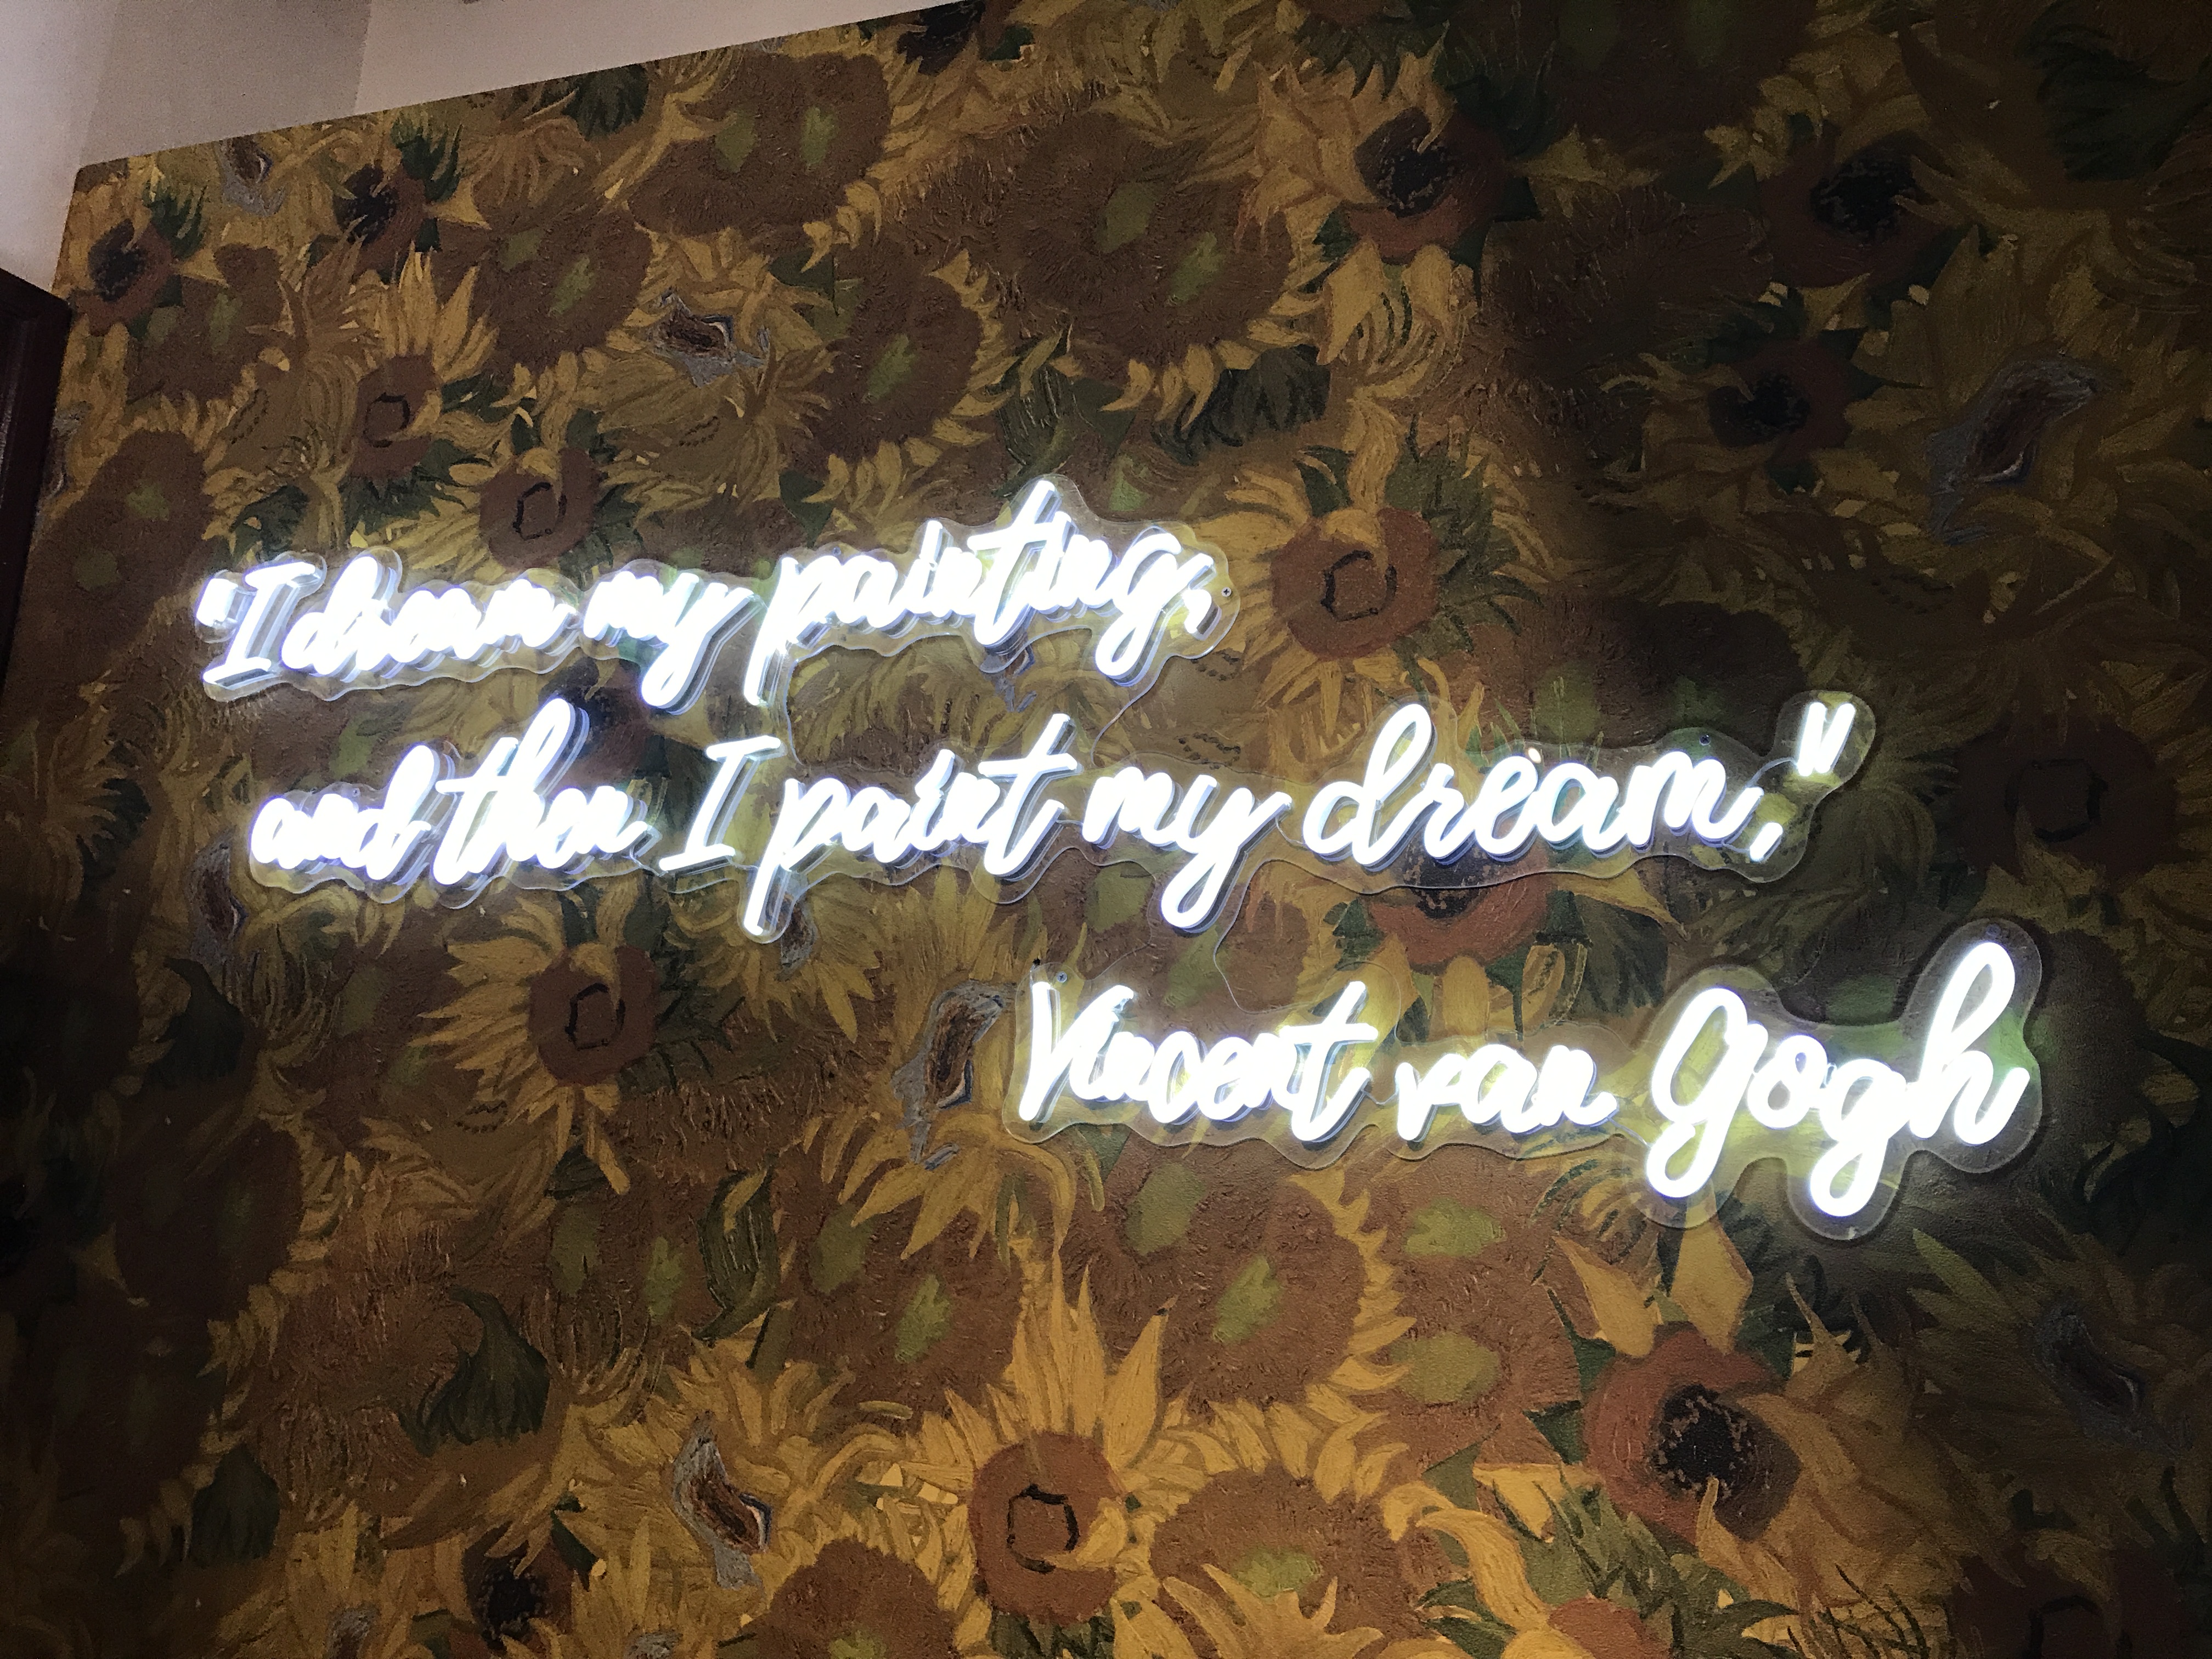 "I dream my painting,
and then I paint my dream,"
Vincent van Gogh